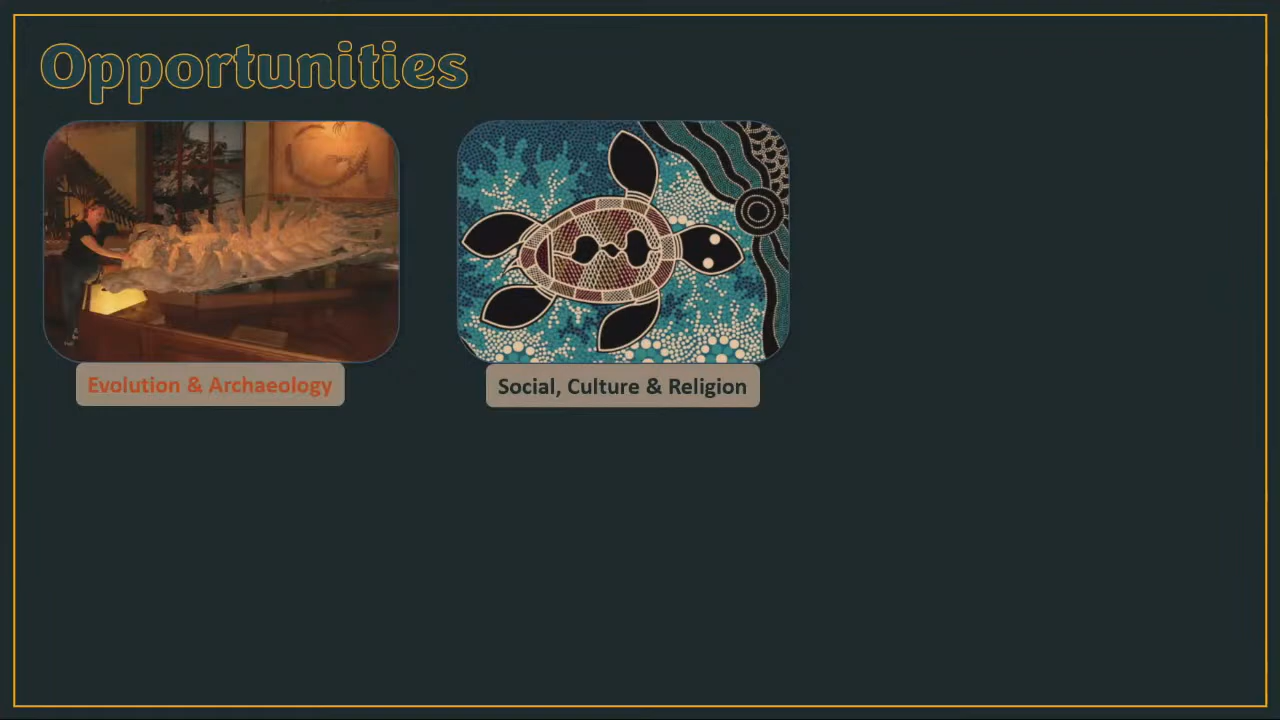 Opportunities
Evolution & Archaeology
Social, Culture & Religion